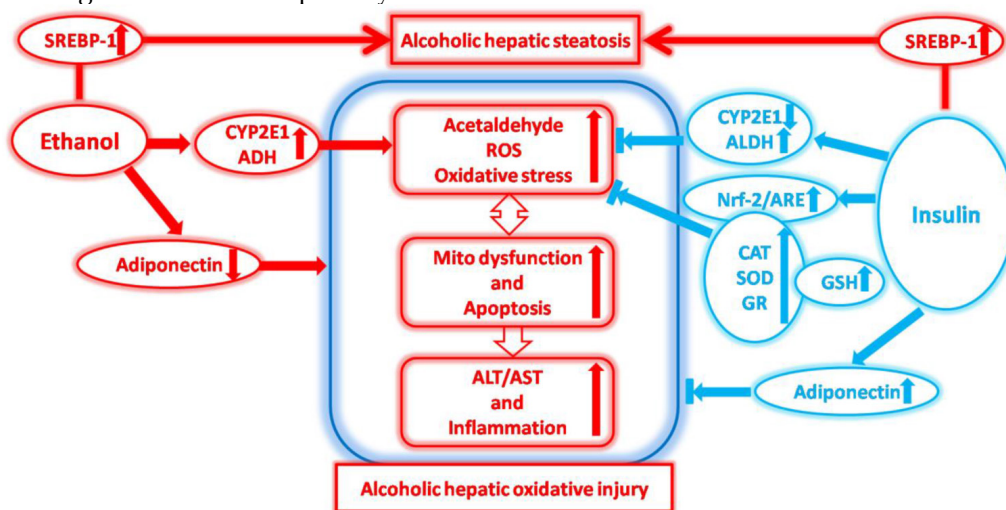 SREBP-1
Alcoholic hepatic steatosis
SREBP-1
Ethanol
CYP2E1
ADH
Acetaldehyde
ROS
Oxidative stress
CYP2E1
ALDH
Nrf-2/ARE
Insulin
CAT
SOD
GR
GSH
Adiponectin
Mito dysfunction
and
Apoptosis
ALT/AST
and
Inflammation
Adiponectin
Alcoholic hepatic oxidative injury